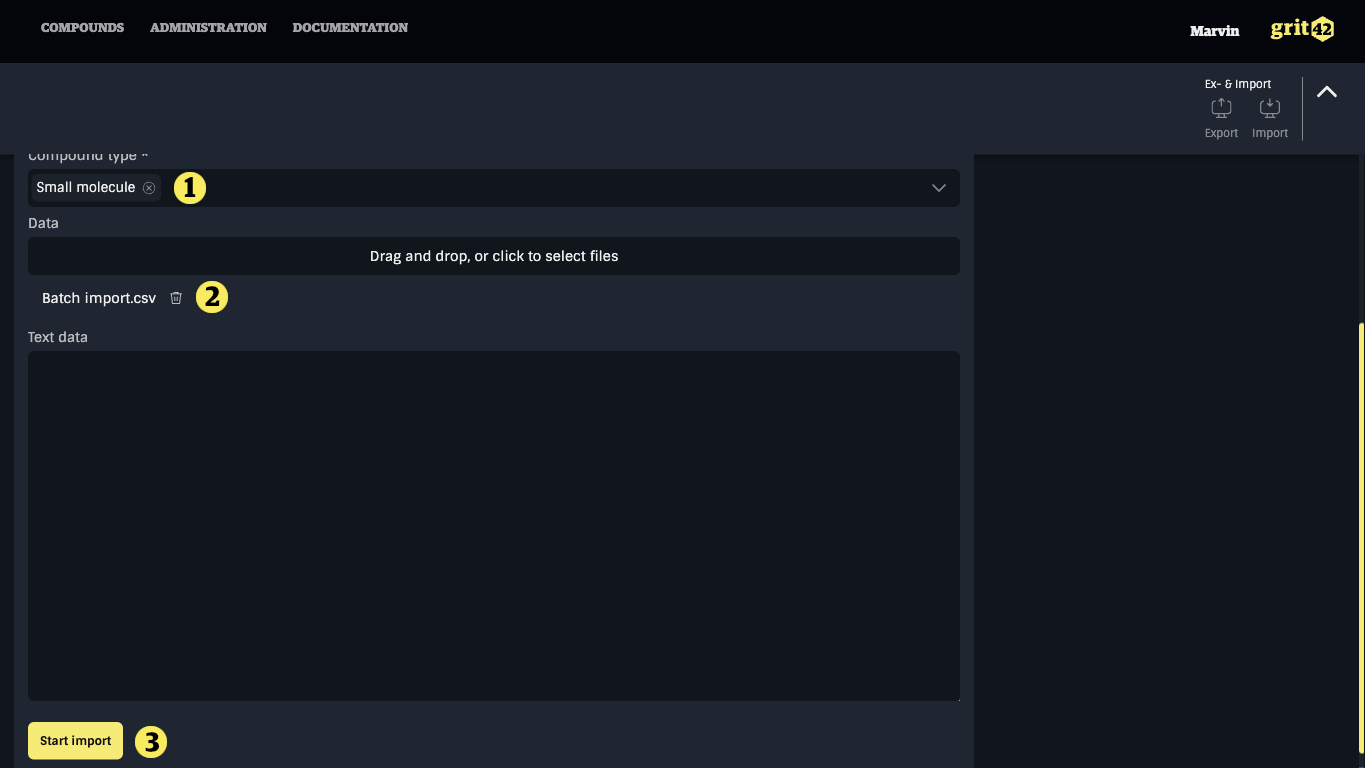 COMPOUNDS ADMINISTRATION DOCUMENTATION Marvin grit42
Ex- & Import
Export Import
Compound type *
Small molecule 1
Data
Drag and drop, or click to select files
Batch import.csv 2
Text data
Start import 3